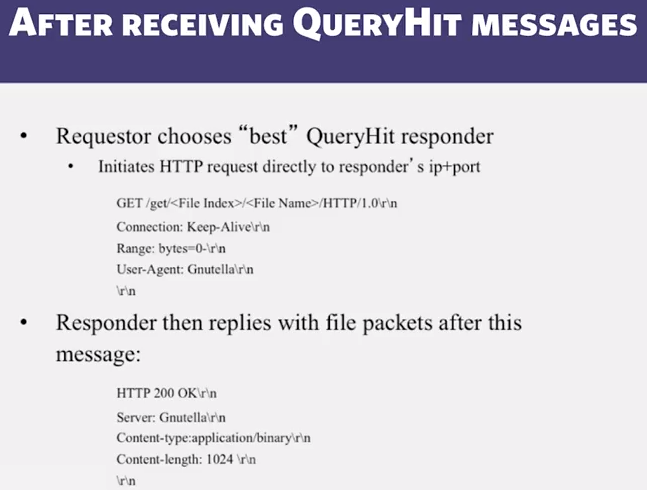 AFTER RECEIVING QUERYHIT MESSAGES
• Requestor chooses “best” QueryHit responder
• Initiates HTTP request directly to responder’s ip+port
GET /get/<File Index>/<File Name>/HTTP/1.0\r\n
Connection: Keep-Alive\r\n
Range: bytes=0-\r\n
User-Agent: Gnutella\r\n
\r\n
• Responder then replies with file packets after this
message:
HTTP 200 OK\r\n
Server: Gnutella\r\n
Content-type:application/binary\r\n
Content-length: 1024 \r\n
\r\n